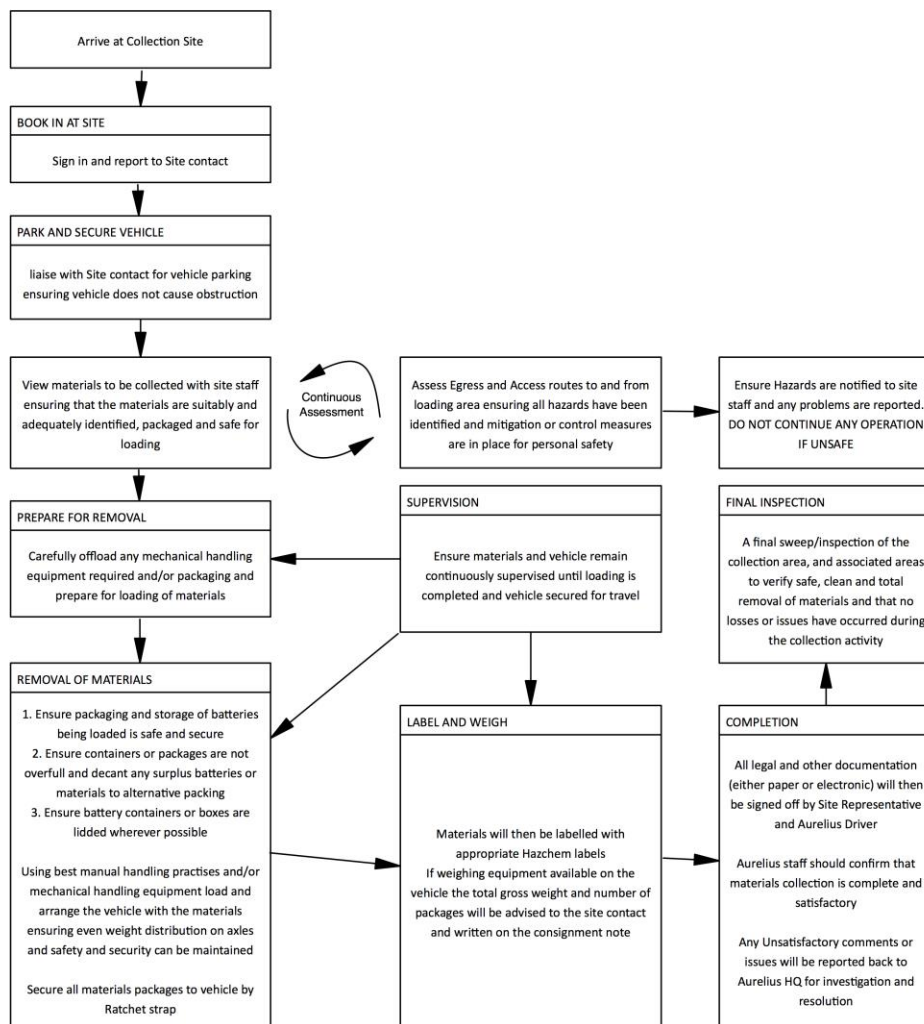 Arrive at Collection Site
BOOK IN AT SITE
Sign in and report to Site contact
PARK AND SECURE VEHICLE
liaise with Site contact for vehicle parking
ensuring vehicle does not cause obstruction
View materials to be collected with site staff
ensuring that the materials are suitably and
adequately identified, packaged and safe for
loading
Continuous
Assessment
Assess Egress and Access routes to and from
loading area ensuring all hazards have been
identified and mitigation or control measures
are in place for personal safety
Ensure Hazards are notified to site
staff and any problems are reported.
DO NOT CONTINUE ANY OPERATION
IF UNSAFE
PREPARE FOR REMOVAL
Carefully offload any mechanical handling
equipment required and/or packaging and
prepare for loading of materials
SUPERVISION
Ensure materials and vehicle remain
continuously supervised until loading is
completed and vehicle secured for travel
FINAL INSPECTION
A final sweep/inspection of the
collection area, and associated areas
to verify safe, clean and total
removal of materials and that no
losses or issues have occurred during
the collection activity
REMOVAL OF MATERIALS
1. Ensure packaging and storage of batteries
being loaded is safe and secure
2. Ensure containers or packages are not
overfull and decant any surplus batteries or
materials to alternative packing
3. Ensure battery containers or boxes are
lidded wherever possible
Using best manual handling practises and/or
mechanical handling equipment load and
arrange the vehicle with the materials
ensuring even weight distribution on axles
and safety and security can be maintained
Secure all materials packages to vehicle by
Ratchet strap
LABEL AND WEIGH
Materials will then be labelled with
appropriate Hazchem labels
If weighing equipment available on the
vehicle the total gross weight and number of
packages will be advised to the site contact
and written on the consignment note
COMPLETION
All legal and other documentation
(either paper or electronic) will then
be signed off by Site Representative
and Aurelius Driver
Aurelius staff should confirm that
materials collection is complete and
satisfactory
Any Unsatisfactory comments or
issues will be reported back to
Aurelius HQ for investigation and
resolution